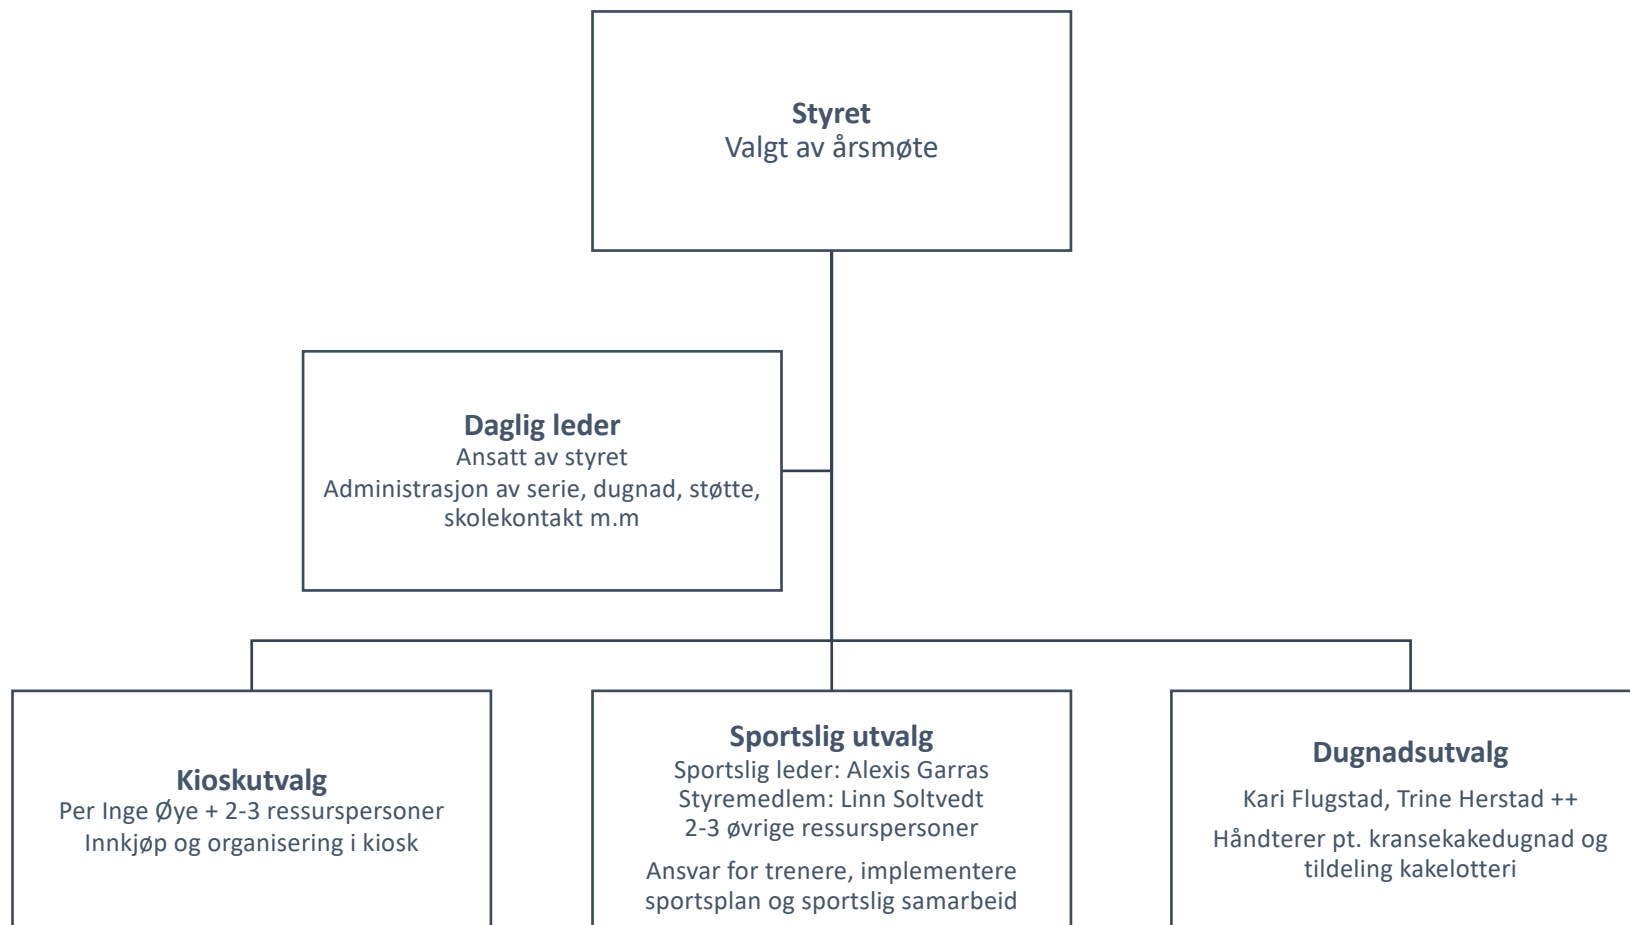 Styret
Valgt av årsmøte
Daglig leder
Ansatt av styret
Administrasjon av serie, dugnad, støtte,
skolekontakt m.m
Kioskutvalg
Per Inge Øye + 2-3 ressurspersoner
Innkjøp og organisering i kiosk
Sportslig utvalg
Sportslig leder: Alexis Garras
Styremedlem: Linn Soltvedt
2-3 øvrige ressurspersoner
Ansvar for trenere, implementere
sportsplan og sportslig samarbeid
Dugnadsutvalg
Kari Flugstad, Trine Herstad ++
Håndterer pt. kransekakedugnad og
tildeling kakelotteri